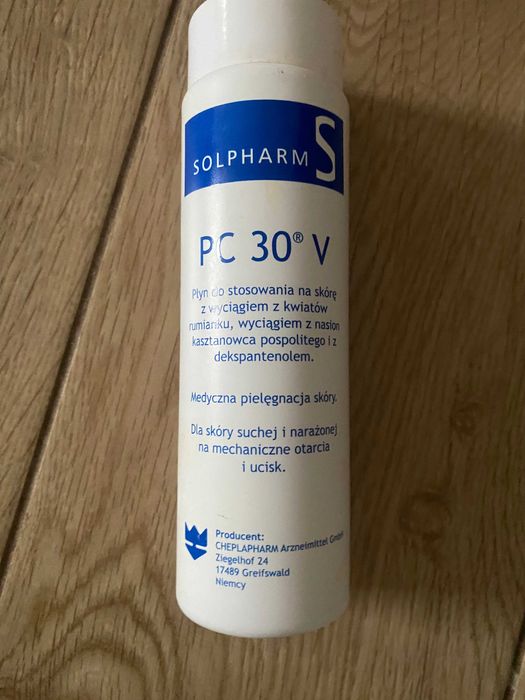 SOLPHARM S
PC 30® V
Płyn do stosowania na skórę
z wyciągiem z kwiatów
rumianku, wyciągiem z nasion
kasztanowca pospolitego i z
dekspantenolem.
Medyczna pielęgnacja skóry.
Dla skóry suchej i narażonej
na mechaniczne otarcia
i ucisk.
Producent:
CHEPLAPHARM Arzneimittel GmbH
Ziegelhof 24
17489 Greifswald
Niemcy